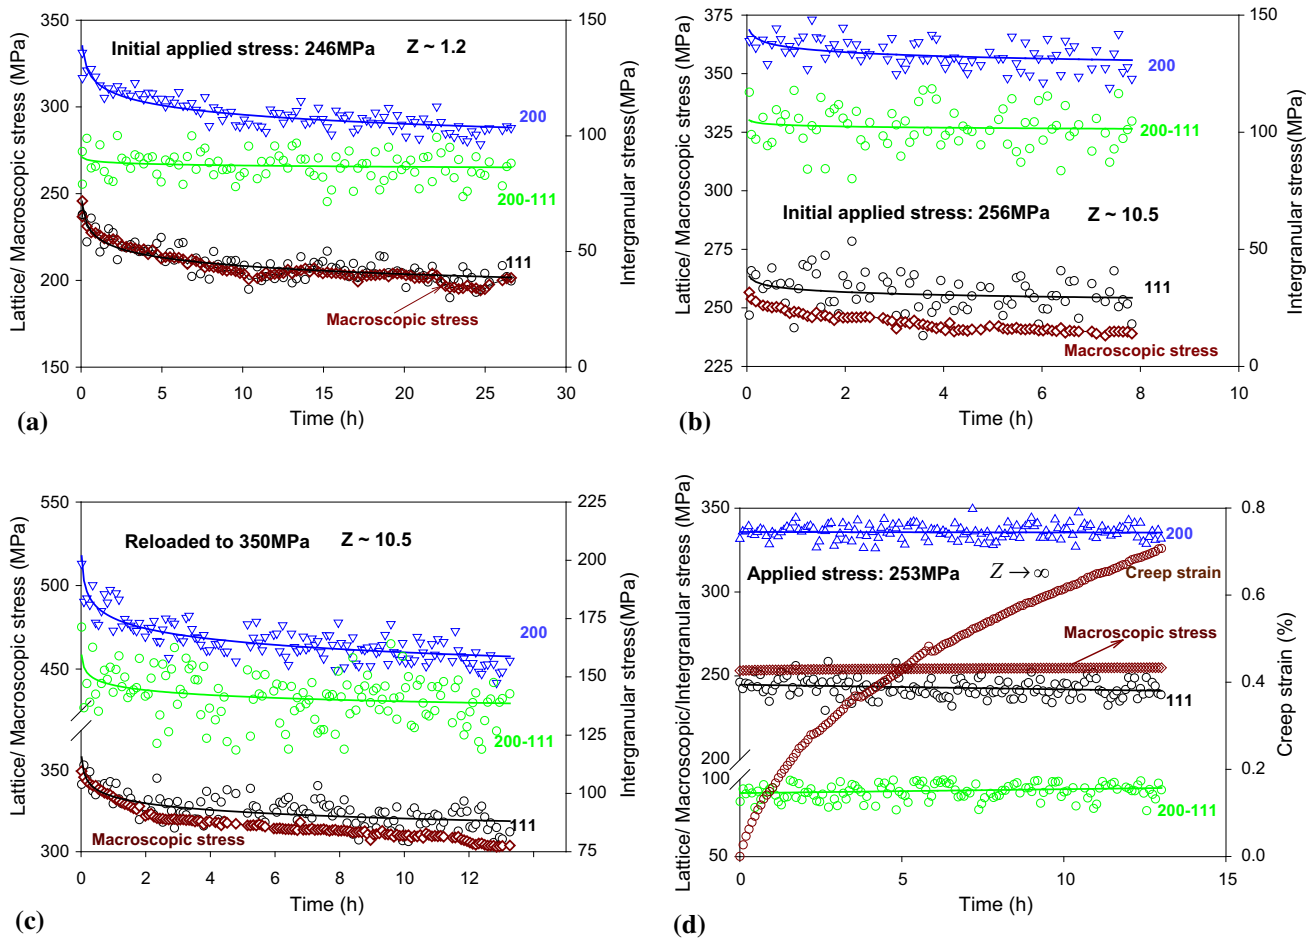 Initial applied stress: 246MPa Z ~ 1.2
Lattice/ Macroscopic stress (MPa)
350
300
250
200
150
200
200-111
111
Macroscopic stress
150
100
50
0
Intergranular stress(MPa)
0 5 10 15 20 25 30
Time (h)
(a)
Lattice/ Macroscopic stress (MPa)
375
350
325
300
275
250
225
200
200-111
Initial applied stress: 256MPa Z ~ 10.5
111
Macroscopic stress
150
100
50
0
Intergranular stress(MPa)
0 2 4 6 8 10
Time (h)
(b)
Lattice/ Macroscopic stress (MPa)
550
500
450
350
300
Reloaded to 350MPa Z ~ 10.5
200
200-111
111
Macroscopic stress
225
200
175
150
125
100
75
Intergranular stress(MPa)
0 2 4 6 8 10 12
Time (h)
(c)
Lattice/ Macroscopic/Intergranular stress (MPa)
350
300
250
200
100
50
200
Applied stress: 253MPa Z → ∞
Creep strain
Macroscopic stress
111
200-111
0.8
0.6
0.4
0.2
0.0
Creep strain (%)
0 5 10 15
Time (h)
(d)